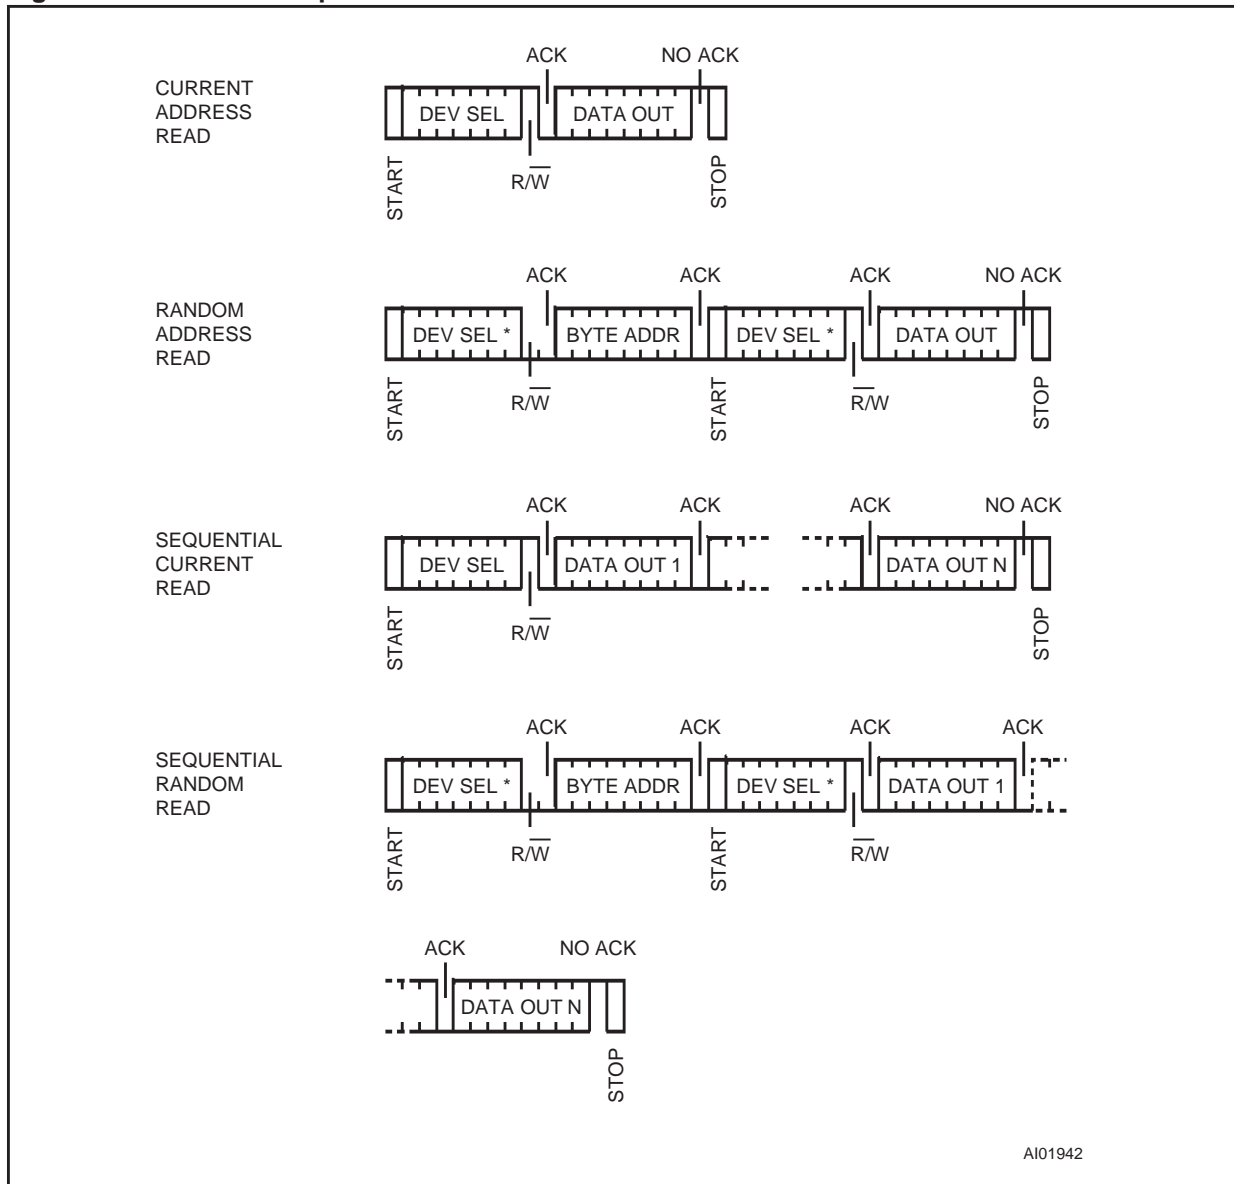 ACK NO ACK
CURRENT
ADDRESS
READ
DEV SEL DATA OUT
R/W̅
START STOP
ACK ACK ACK NO ACK
RANDOM
ADDRESS
READ
DEV SEL * BYTE ADDR DEV SEL * DATA OUT
R/W̅ R̅/W
START START STOP
ACK ACK ACK NO ACK
SEQUENTIAL
CURRENT
READ
DEV SEL DATA OUT 1 DATA OUT N
R/W̅
START STOP
ACK ACK ACK ACK
SEQUENTIAL
RANDOM
READ
DEV SEL * BYTE ADDR DEV SEL * DATA OUT 1
R/W̅ R̅/W
START START
ACK NO ACK
DATA OUT N
STOP
AI01942